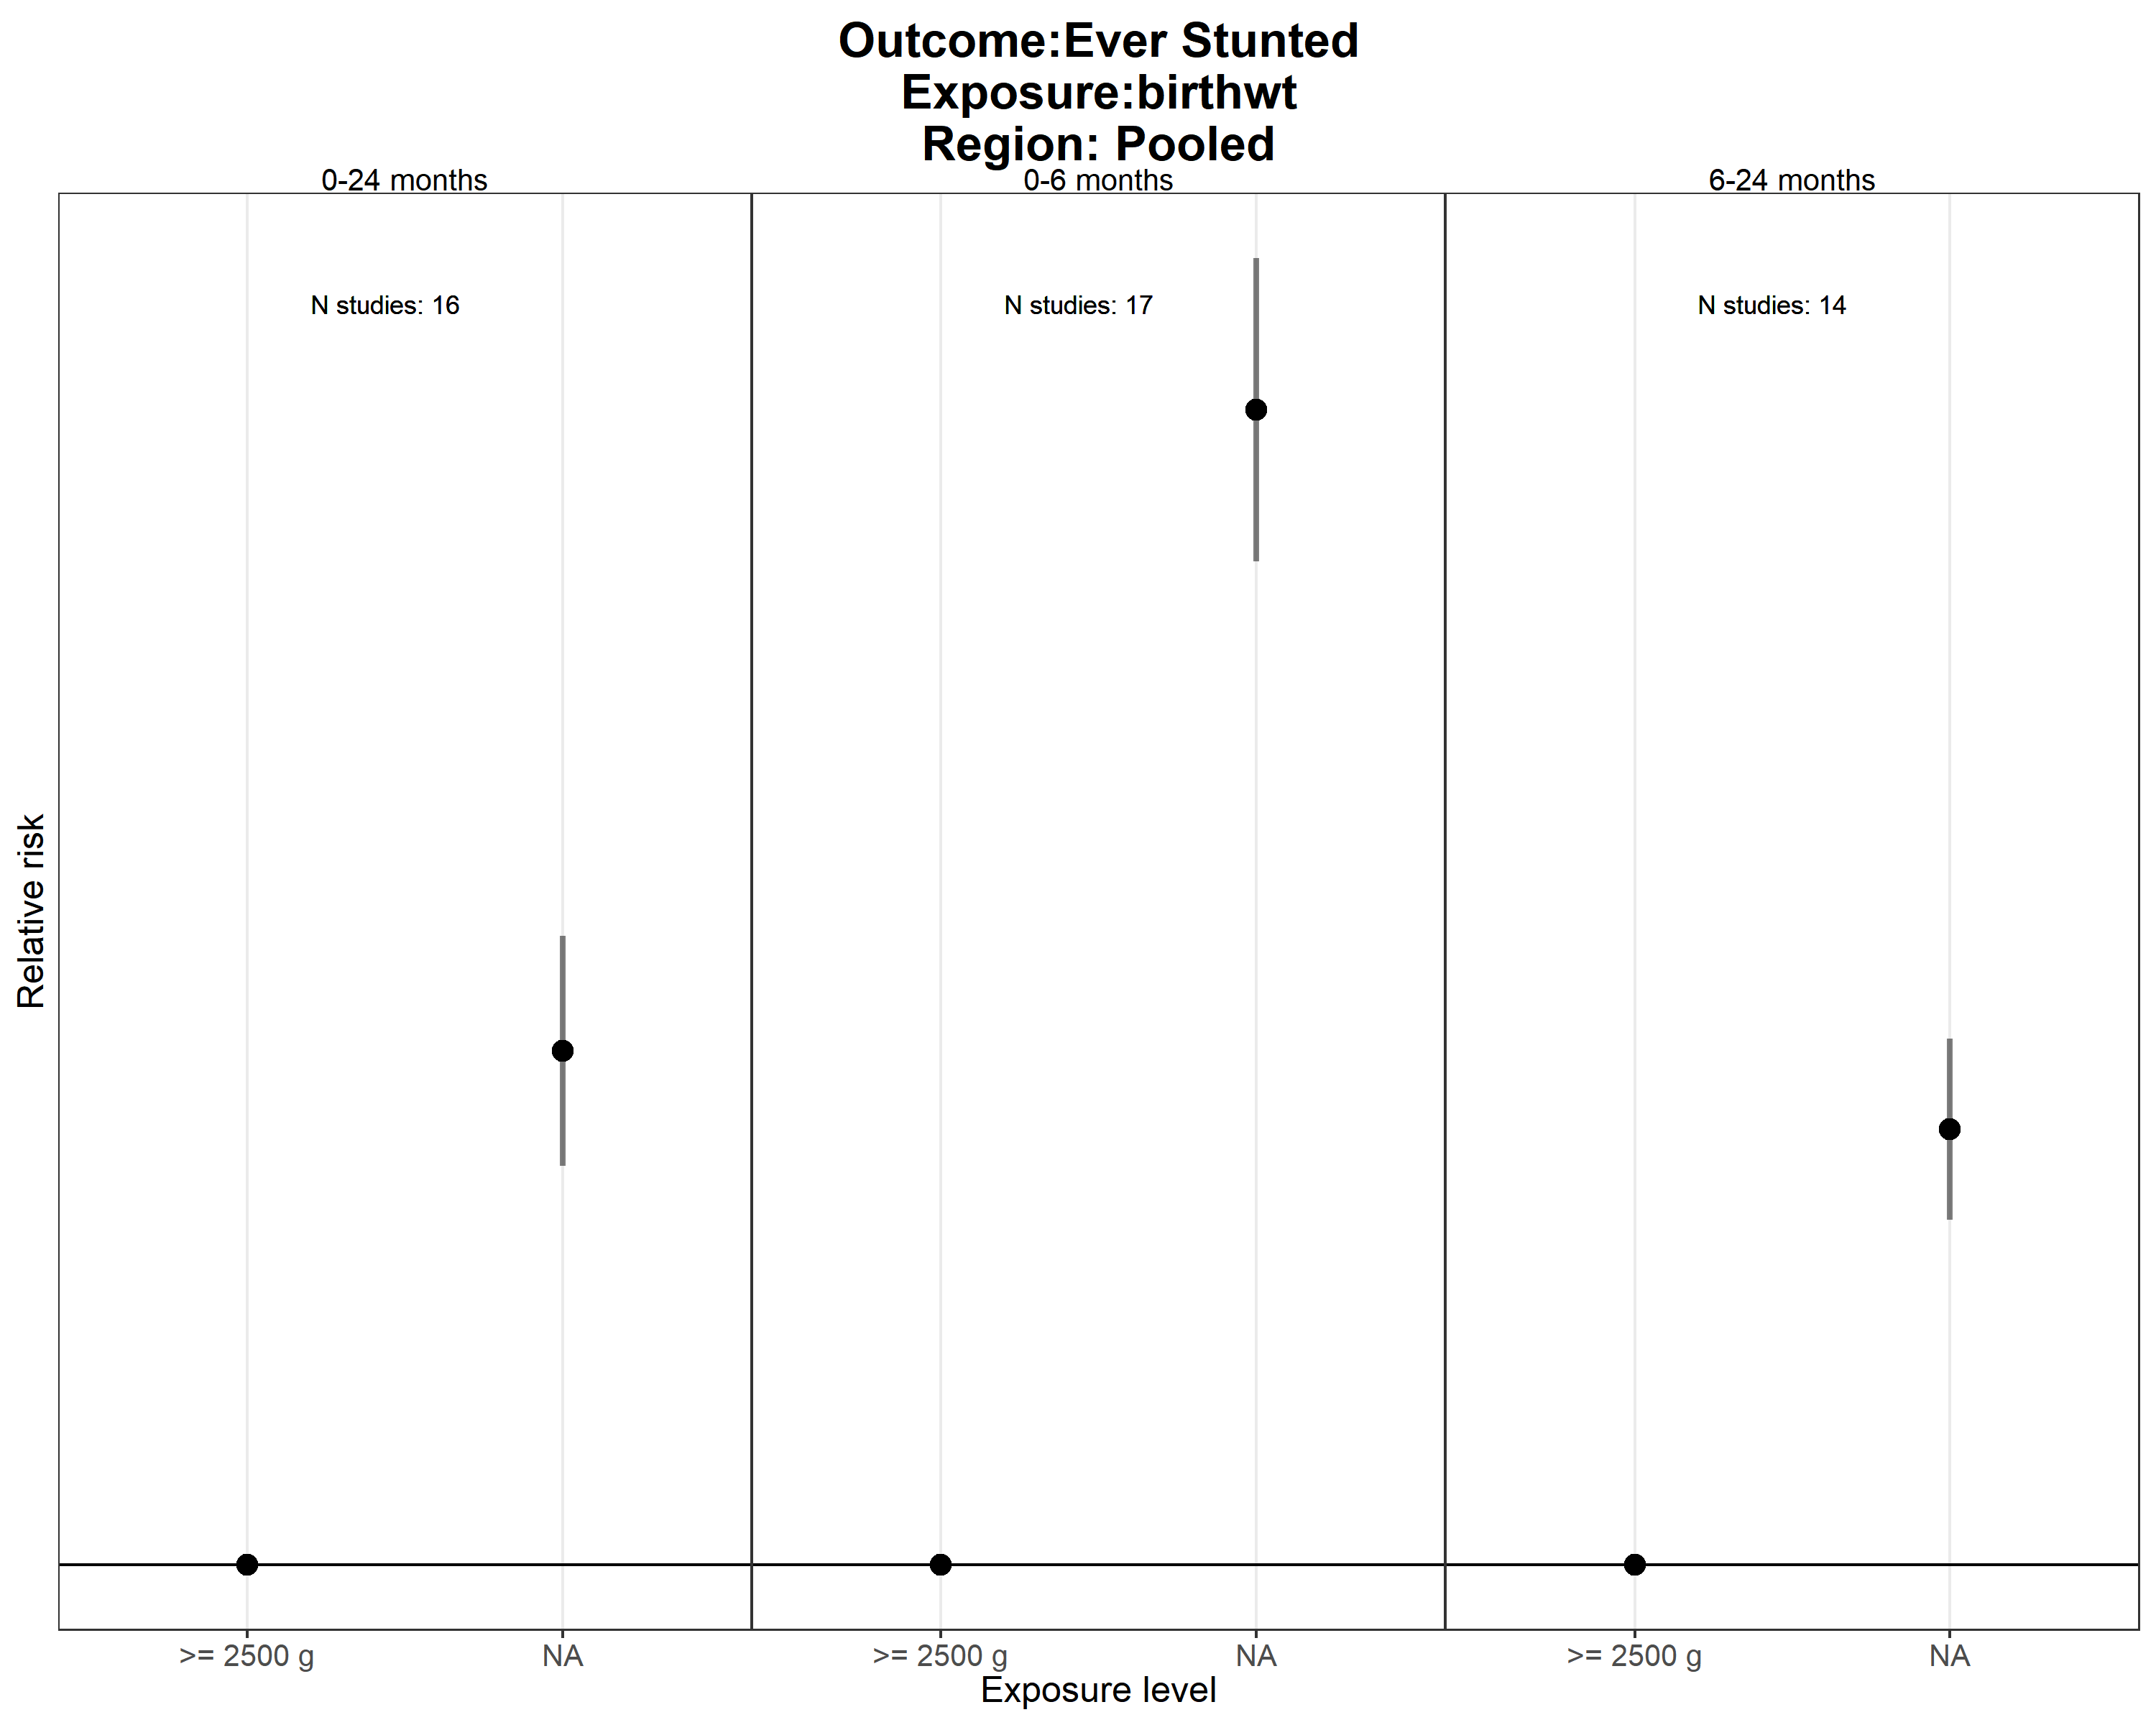 Outcome:Ever Stunted
Exposure:birthwt
Region: Pooled
0-24 months
0-6 months
6-24 months
N studies: 16
N studies: 17
N studies: 14
Relative risk
>= 2500 g
NA
>= 2500 g
NA
>= 2500 g
NA
Exposure level